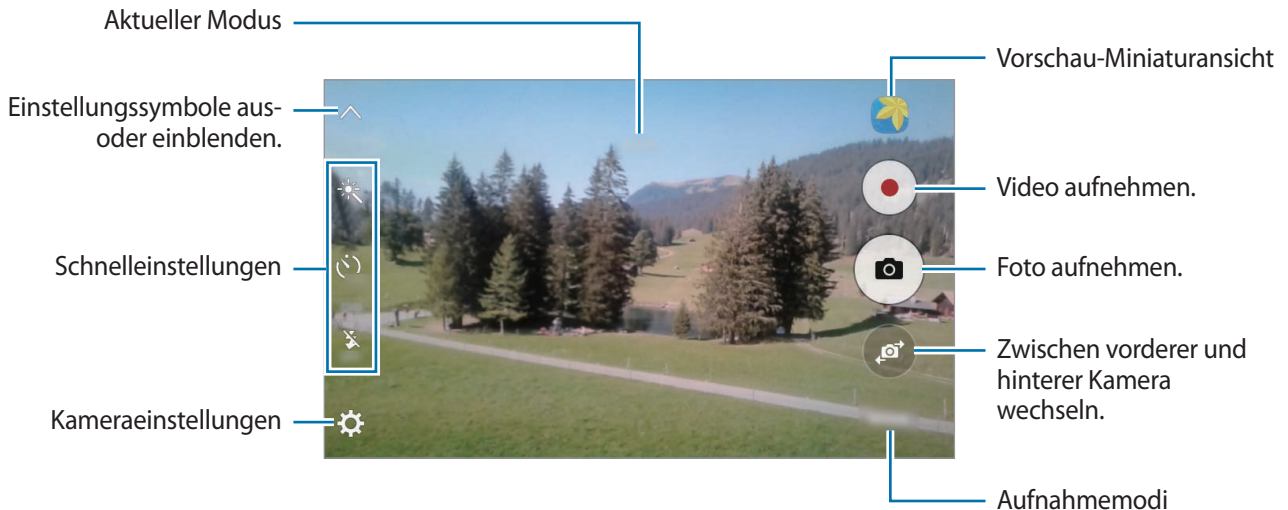 Aktueller Modus
Einstellungssymbole aus-
oder einblenden.
Schnelleinstellungen
Kameraeinstellungen
Vorschau-Miniaturansicht
Video aufnehmen.
Foto aufnehmen.
Zwischen vorderer und
hinterer Kamera
wechseln.
Aufnahmemodi